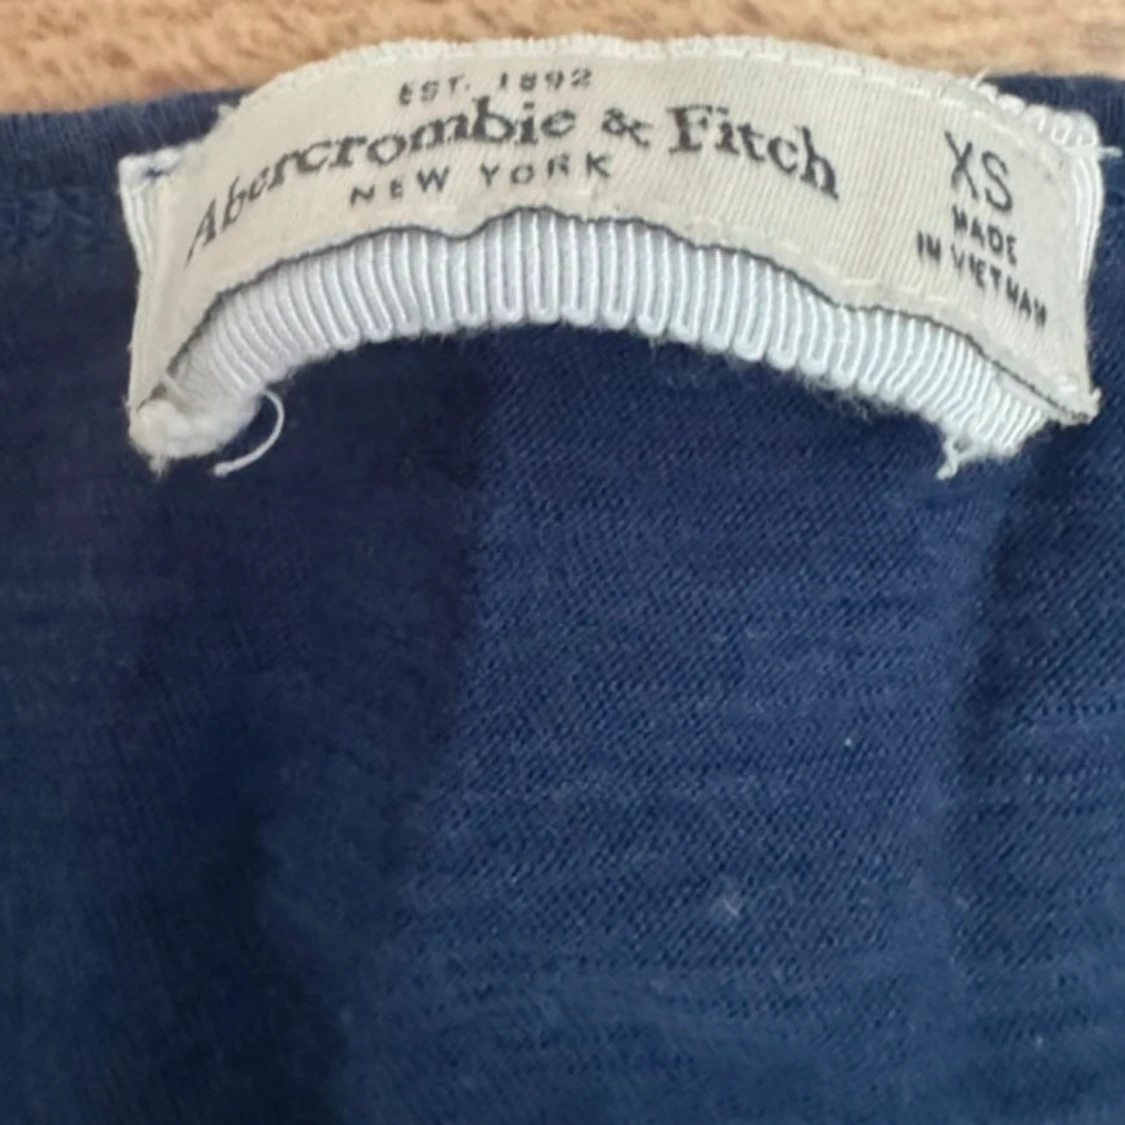 EST. 1892
Abercrombie & Fitch
NEW YORK
XS
MADE
IN VIETNAM